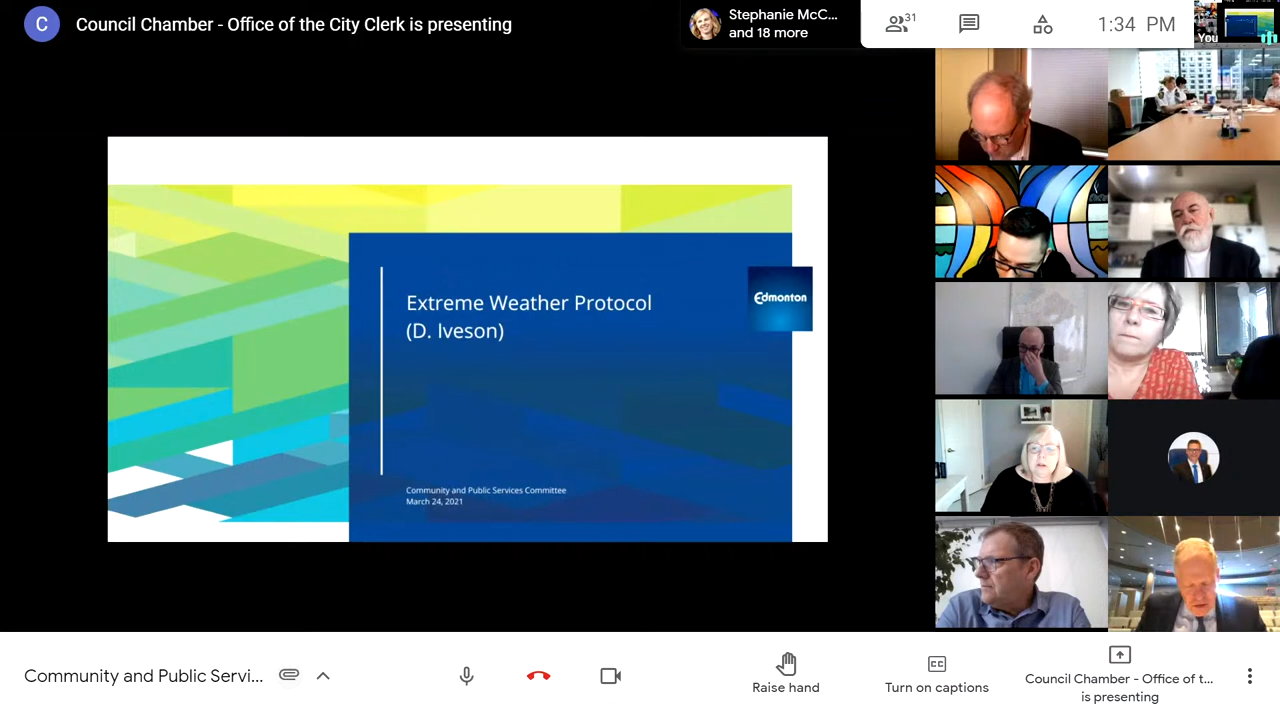 C
Council Chamber - Office of the City Clerk is presenting
Stephanie McC...
and 18 more
31
1:34 PM
You
Extreme Weather Protocol
(D. Iveson)
Edmonton
Community and Public Services Committee
March 24, 2021
Community and Public Servi...
Raise hand
Turn on captions
Council Chamber - Office of t...
is presenting